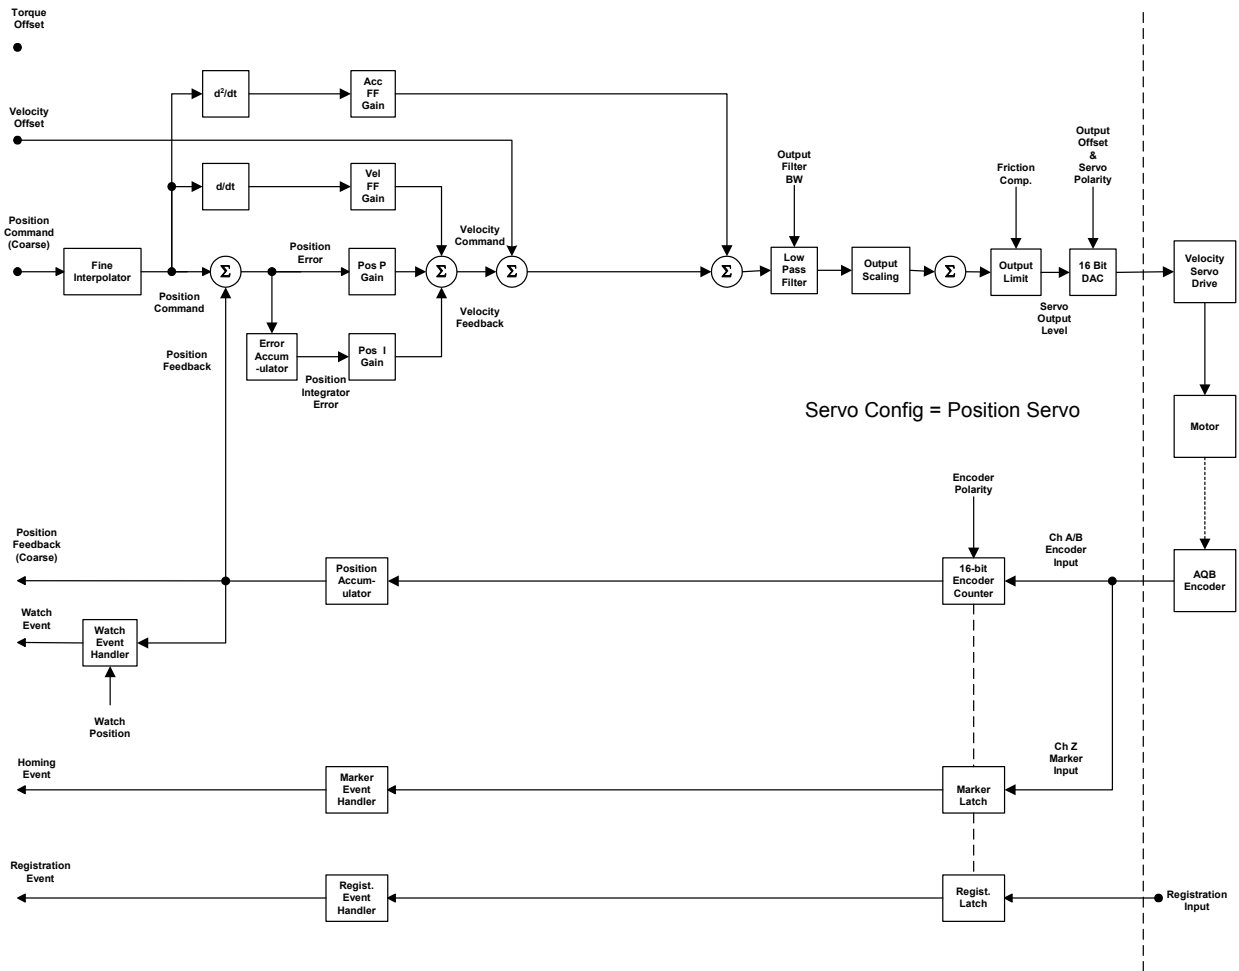 Torque
Offset
d²/dt
Acc
FF
Gain
Velocity
Offset
Output
Offset
&
Servo
Polarity
Output
Filter
BW
Friction
Comp.
d/dt
Vel
FF
Gain
Position
Command
(Coarse)
Velocity
Command
Position
Error
Fine
Interpolator
Σ
Pos P
Gain
Σ
Σ
Σ
Low
Pass
Filter
Output
Scaling
Σ
Output
Limit
16 Bit
DAC
Velocity
Servo
Drive
Position
Command
Velocity
Feedback
Servo
Output
Level
Position
Feedback
Error
Accum
-ulator
Pos I
Gain
Position
Integrator
Error
Servo Config = Position Servo
Motor
Encoder
Polarity
Position
Feedback
(Coarse)
Ch A/B
Encoder
Input
Position
Accum-
ulator
16-bit
Encoder
Counter
AQB
Encoder
Watch
Event
Watch
Event
Handler
Watch
Position
Ch Z
Marker
Input
Homing
Event
Marker
Event
Handler
Marker
Latch
Registration
Event
Regist.
Event
Handler
Regist.
Latch
Registration
Input